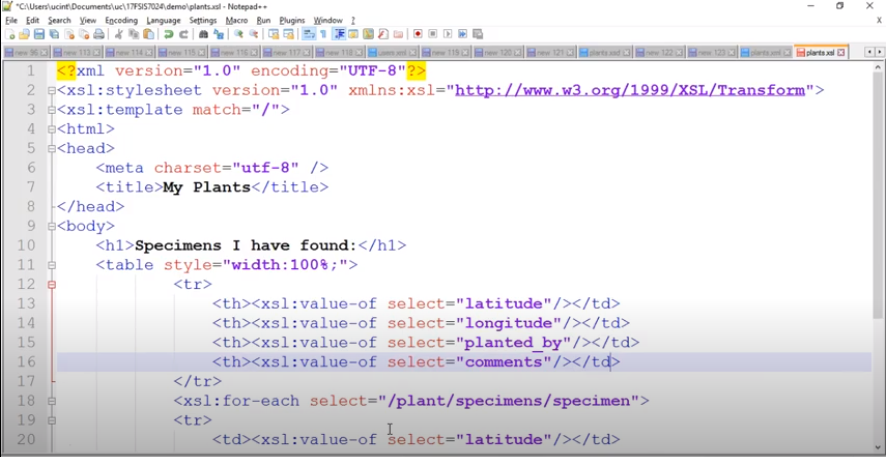 *C:\Users\ucint\Documents\uc\17FSIS7024\demo\plants.xsl - Notepad++
File Edit Search View Encoding Language Settings Macro Run Plugins Window ?
new 96 new 113 new 114 new 115 new 116 new 117 new 118 users.xsd new 119 new 120 new 121 plants.xsd new 122 new 123 plants.xml plants.xsl
1 <?xml version="1.0" encoding="UTF-8"?>
2 <xsl:stylesheet version="1.0" xmlns:xsl="http://www.w3.org/1999/XSL/Transform">
3 <xsl:template match="/">
4 <html>
5 <head>
6 <meta charset="utf-8" />
7 <title>My Plants</title>
8 </head>
9 <body>
10 <h1>Specimens I have found:</h1>
11 <table style="width:100%;">
12 <tr>
13 <th><xsl:value-of select="latitude"/></td>
14 <th><xsl:value-of select="longitude"/></td>
15 <th><xsl:value-of select="planted_by"/></td>
16 <th><xsl:value-of select="comments"/></td>
17 </tr>
18 <xsl:for-each select="/plant/specimens/specimen">
19 <tr>
20 <td><xsl:value-of select="latitude"/></td>